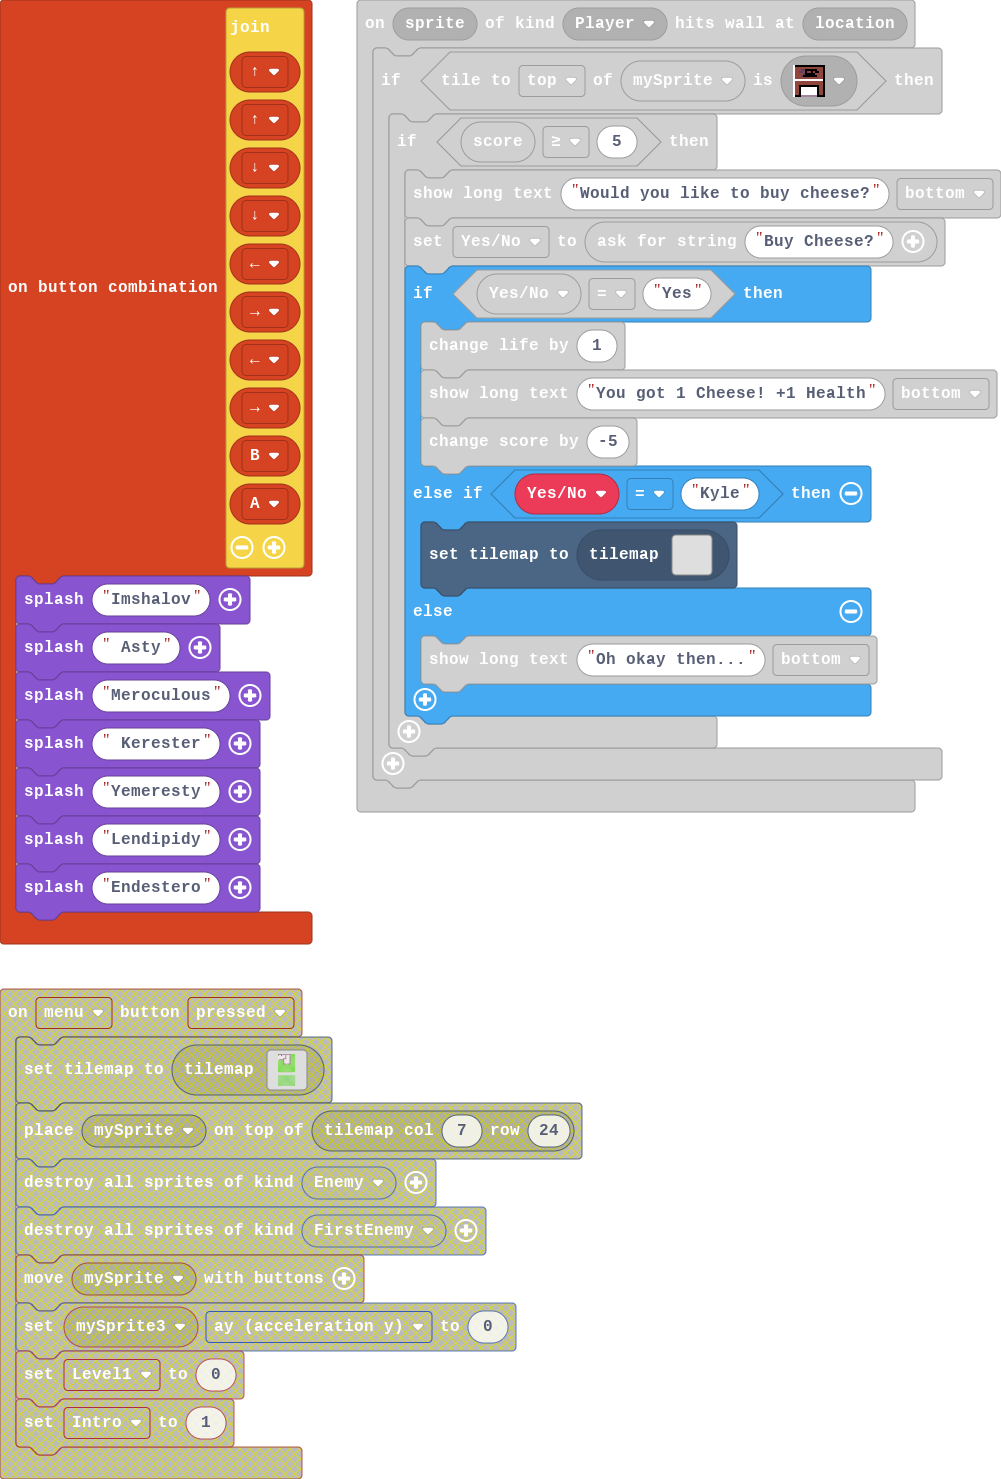 on button combination
join
↑
↑
↓
↓
←
→
←
→
B
A
splash "Imshalov"
splash " Asty"
splash "Meroculous"
splash " Kerester"
splash "Yemeresty"
splash "Lendipidy"
splash "Endestero"
on sprite of kind Player hits wall at location
if tile to top of mySprite is then
if score ≥ 5 then
show long text "Would you like to buy cheese?" bottom
set Yes/No to ask for string "Buy Cheese?"
if Yes/No = "Yes" then
change life by 1
show long text "You got 1 Cheese! +1 Health" bottom
change score by -5
else if Yes/No = "Kyle" then
set tilemap to tilemap
else
show long text "Oh okay then..." bottom
on menu button pressed
set tilemap to tilemap
place mySprite on top of tilemap col 7 row 24
destroy all sprites of kind Enemy
destroy all sprites of kind FirstEnemy
move mySprite with buttons
set mySprite3 ay (acceleration y) to 0
set Level1 to 0
set Intro to 1